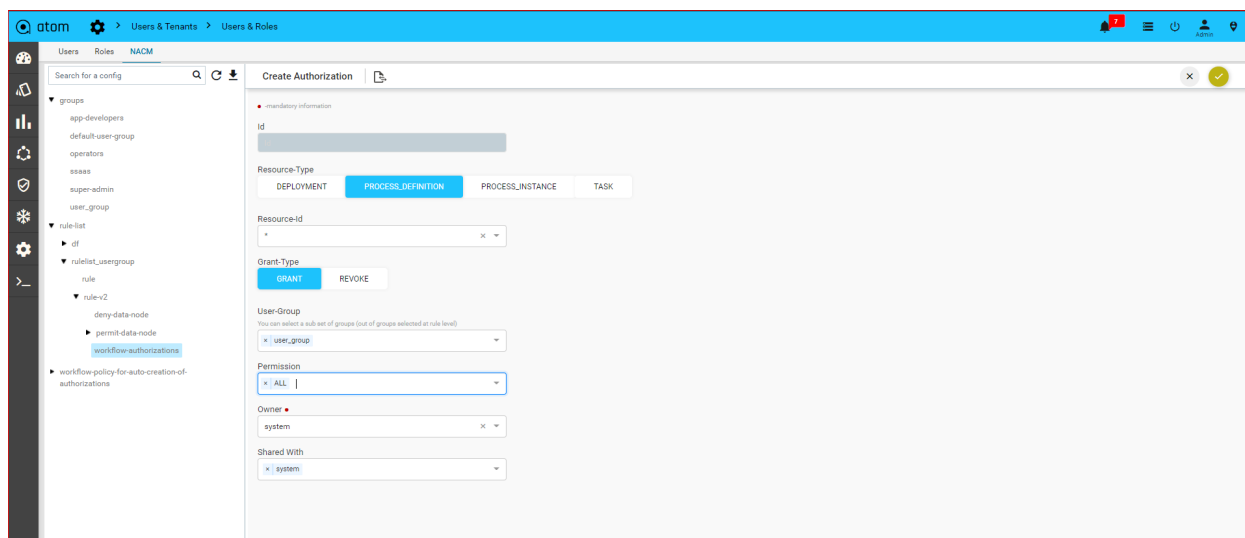 atom > Users & Tenants > Users & Roles 7 Admin
Users Roles NACM
Search for a config
Create Authorization
groups
app-developers
default-user-group
operators
ssaas
super-admin
user_group
rule-list
df
rulelist_usergroup
rule
rule-v2
deny-data-node
permit-data-node
workflow-authorizations
workflow-policy-for-auto-creation-of-
authorizations
-mandatory information
Id
Resource-Type
DEPLOYMENT PROCESS_DEFINITION PROCESS_INSTANCE TASK
Resource-Id
*
Grant-Type
GRANT REVOKE
User-Group
You can select a sub set of groups (out of groups selected at rule level)
× user_group
Permission
× ALL
Owner
system
Shared With
× system